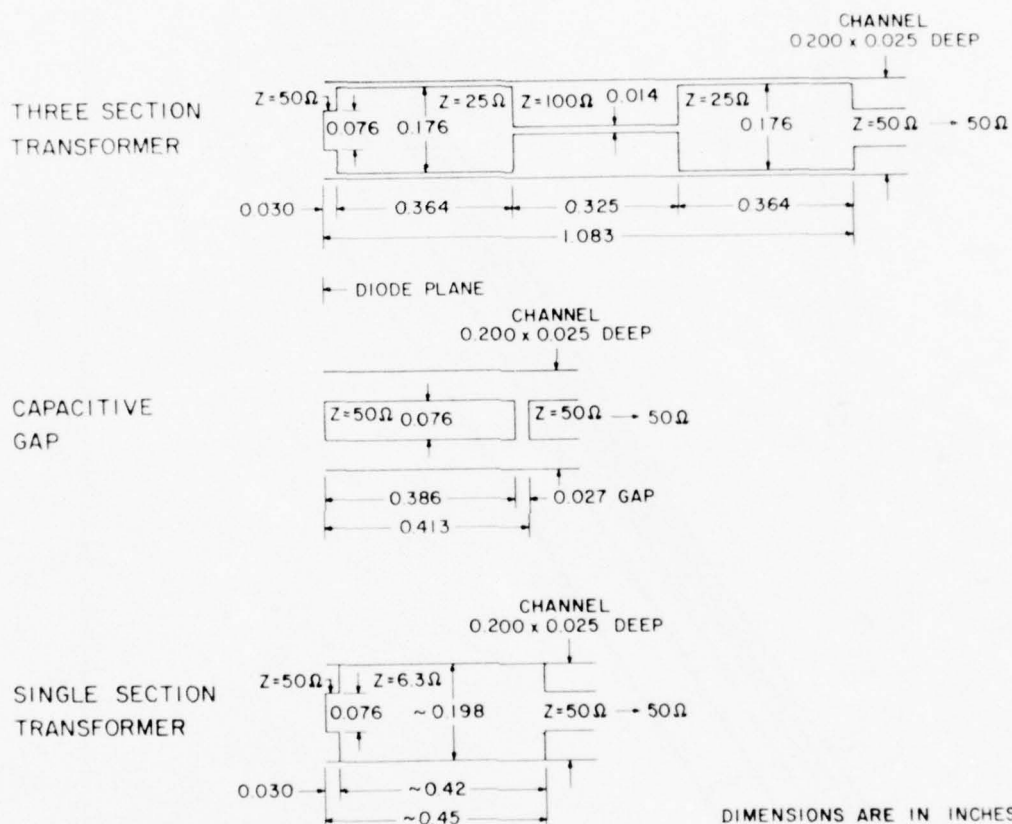 CHANNEL
0.200 x 0.025 DEEP
THREE SECTION
TRANSFORMER
Z=50Ω
0.076
0.176
Z=25Ω
Z=100Ω
0.014
Z=25Ω
0.176
Z=50Ω → 50Ω
0.030
0.364
0.325
0.364
1.083
DIODE PLANE
CHANNEL
0.200 x 0.025 DEEP
CAPACITIVE
GAP
Z=50Ω
0.076
Z=50Ω → 50Ω
0.386
0.027 GAP
0.413
CHANNEL
0.200 x 0.025 DEEP
SINGLE SECTION
TRANSFORMER
Z=50Ω
Z=6.3Ω
0.076
~0.198
Z=50Ω → 50Ω
0.030
~0.42
~0.45
DIMENSIONS ARE IN INCHES